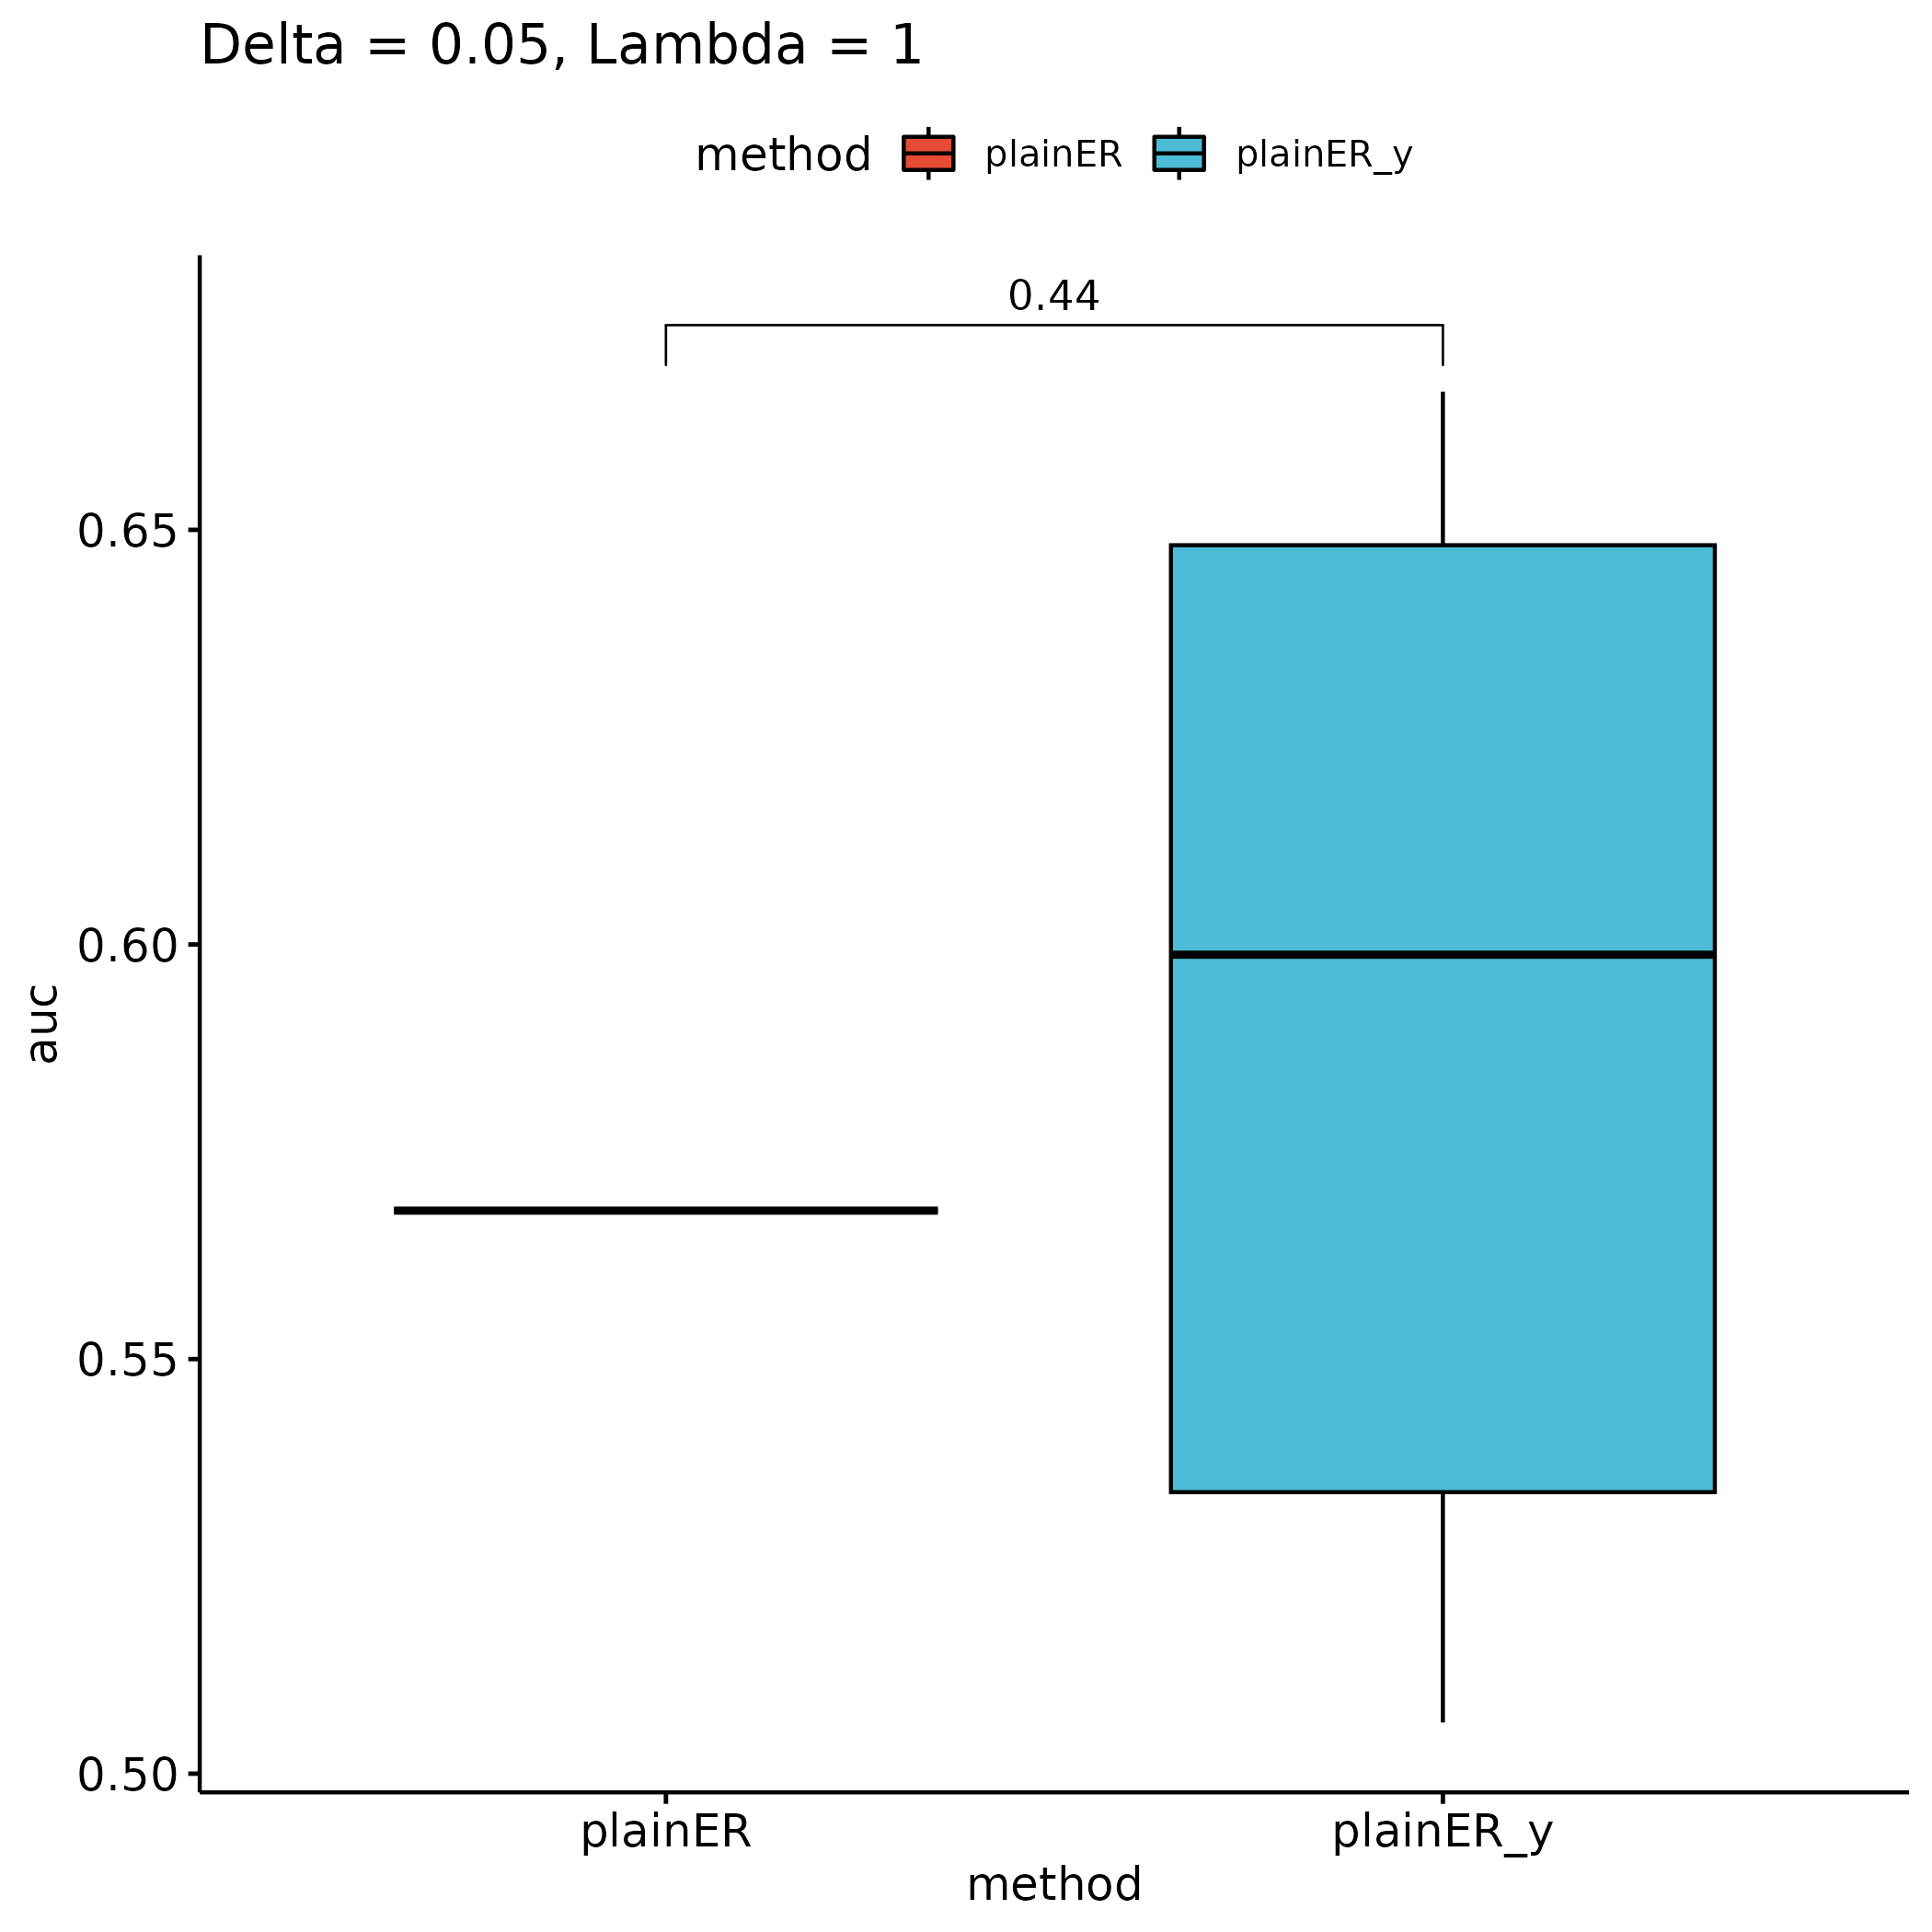 Delta = 0.05, Lambda = 1
method plainER plainER_y
0.44
0.65
0.60
0.55
0.50
auc
plainER plainER_y
method